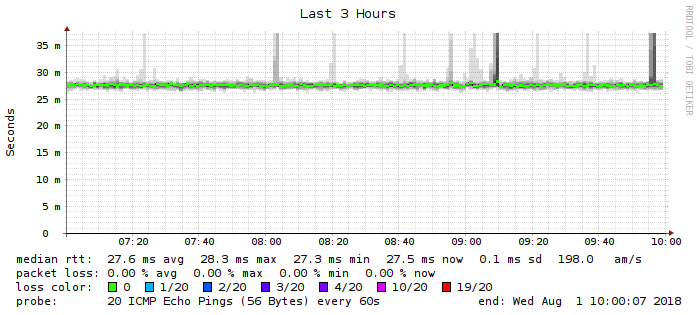 Last 3 Hours
RRDTOOL / TOBI OETIKER
Seconds
35 m
30 m
25 m
20 m
15 m
10 m
5 m
0
07:20 07:40 08:00 08:20 08:40 09:00 09:20 09:40 10:00
median rtt: 27.6 ms avg 28.3 ms max 27.3 ms min 27.5 ms now 0.1 ms sd 198.0 am/s
packet loss: 0.00 % avg 0.00 % max 0.00 % min 0.00 % now
loss color: 0 1/20 2/20 3/20 4/20 10/20 19/20
probe: 20 ICMP Echo Pings (56 Bytes) every 60s end: Wed Aug 1 10:00:07 2018